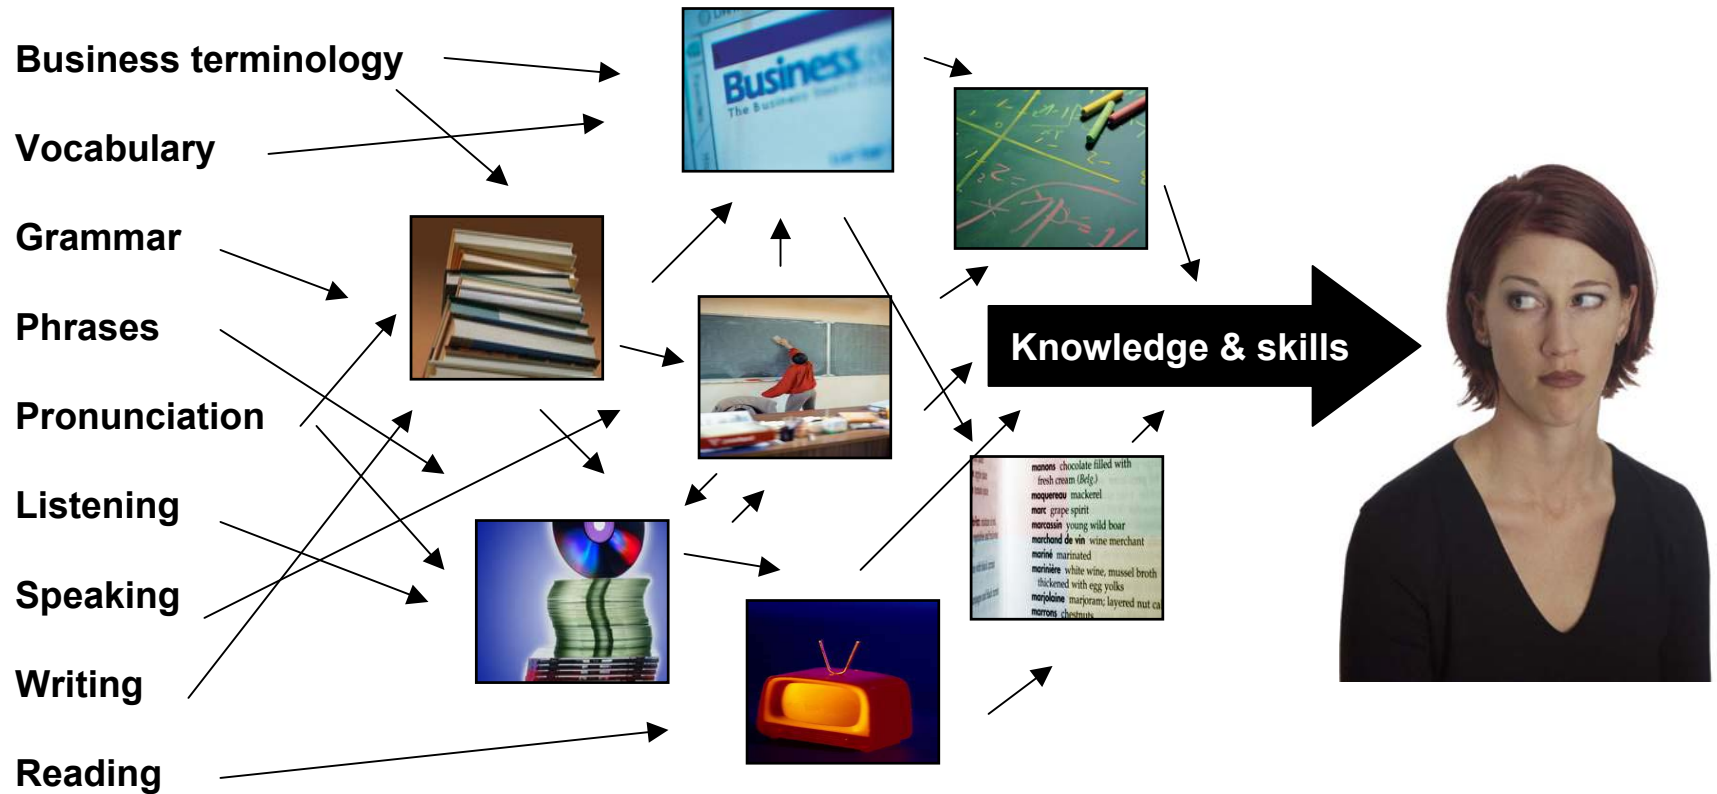 Business terminology
Vocabulary
Grammar
Phrases
Pronunciation
Listening
Speaking
Writing
Reading
Business
The Business
Knowledge & skills
manons chocolate filled with
fresh cream (Belg.)
maquereau mackerel
marc grape spirit
marcassin young wild boar
marchand de vin wine merchant
mariné marinated
marinière white wine, mussel broth
thickened with egg yolks
marjolaine marjoram; layered nut
marrons chestnuts